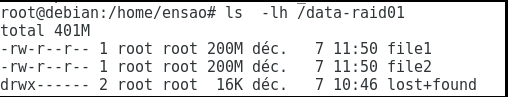 root@debian:/home/ensao# ls  -lh /data-raid01
total 401M
-rw-r--r-- 1 root root 200M déc.   7 11:50 file1
-rw-r--r-- 1 root root 200M déc.   7 11:50 file2
drwx------ 2 root root  16K déc.   7 10:46 lost+found